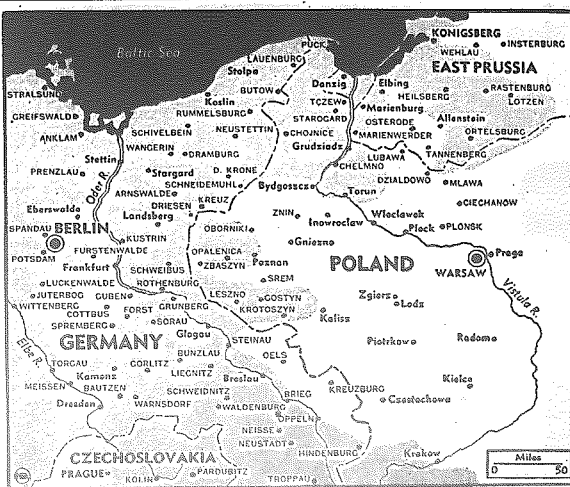 Baltic Sea
PUCK
KONIGSBERG
INSTERBURG
WEHLAU
LAUENBURG
Stolpa
EAST PRUSSIA
Danzig
Elbing
STRALSUND
BUTOW
HEILSBERG
RASTENBURG
LOTZEN
Koslin
TCZEW
Marienburg
GREIFSWALD
RUMMELSBURG
STAROGARD
OSTERODE
Allenstein
ANKLAM
SCHIVELBEIN
NEUSTETTIN
CHOJNICE
MARIENWERDER
ORTELSBURG
WANGERIN
Grudziadz
Stettin
DRAMBURG
LUBAWA
TANNENBERG
PRENZLAU
Stargard
D. KRONE
CHELMNO
DZIALDOWO
Oder R.
ARNSWALDE
SCHNEIDEMUHL
Bydgoszcz
Torun
MLAWA
DRIESEN
KREUZ
CIECHANOW
Eberswalde
Landsberg
ZNIN
Inowroclaw
Wloclawek
SPANDAU
BERLIN
OBORNIKI
Plock
PLONSK
KUSTRIN
Gniezno
POTSDAM
FURSTENWALDE
OPALENICA
POLAND
Praga
Frankfurt
SCHWEIBUS
ZBASZYN
Poznan
WARSAW
LUCKENWALDE
ROTHENBURG
SREM
Vistula R.
JUTERBOG
GUBEN
LESZNO
GOSTYN
Zgierz
Lodz
WITTENBERG
COTTBUS
FORST
GRUNBERG
KROTOSZYN
SPREMBERG
SORAU
Kalisz
Glogau
Elbe R.
GERMANY
STEINAU
Piotrkow
Radom
BUNZLAU
OELS
TORGAU
GORLITZ
LIEGNITZ
Kamenz
Breslau
Kielce
MEISSEN
BAUTZEN
SCHWEIDNITZ
BRIEG
KREUZBURG
Dresden
WARNSDORF
WALDENBURG
Czestochowa
OPPELN
NEISSE
CZECHOSLOVAKIA
NEUSTADT
HINDENBURG
Krakow
Miles
PRAGUE
PARDUBITZ
0 50
KOLIN
TROPPAU